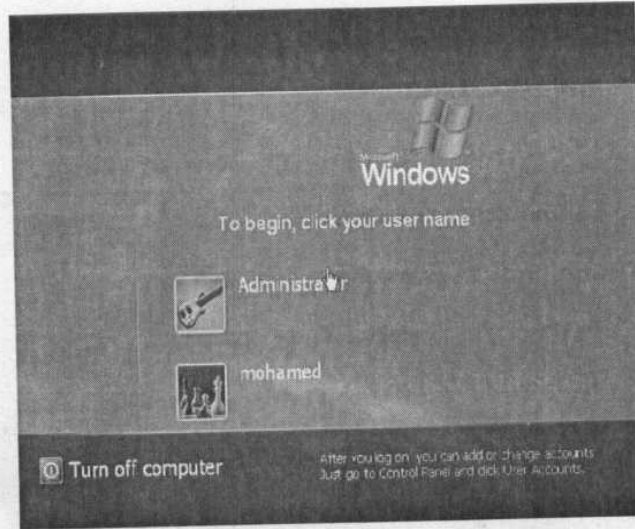 Microsoft
Windows
To begin, click your user name
Administrator
mohamed
Turn off computer
After you log on, you can add or change accounts.
Just go to Control Panel and click User Accounts.